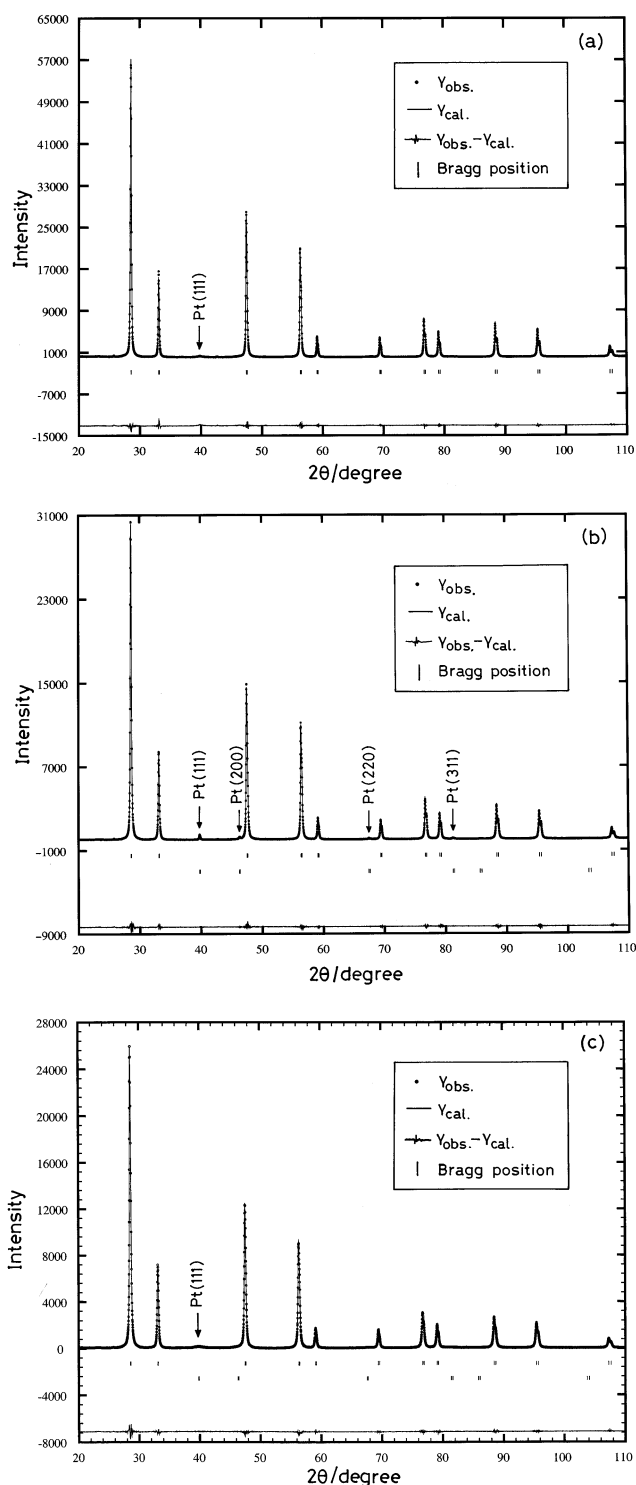 65000
(a)
57000
49000
41000
33000
25000
17000
9000
1000
-7000
-15000
Intensity
Yobs.
Ycal.
Yobs.-Ycal.
Bragg position
Pt(111)
20 30 40 50 60 70 80 90 100 110
2θ/degree
31000
(b)
23000
15000
7000
-1000
-9000
Intensity
Yobs.
Ycal.
Yobs.-Ycal.
Bragg position
Pt(111)
Pt(200)
Pt(220)
Pt(311)
20 30 40 50 60 70 80 90 100 110
2θ/degree
28000
(c)
24000
20000
16000
12000
8000
4000
0
-4000
-8000
Intensity
Yobs.
Ycal.
Yobs.-Ycal.
Bragg position
Pt(111)
20 30 40 50 60 70 80 90 100 110
2θ/degree